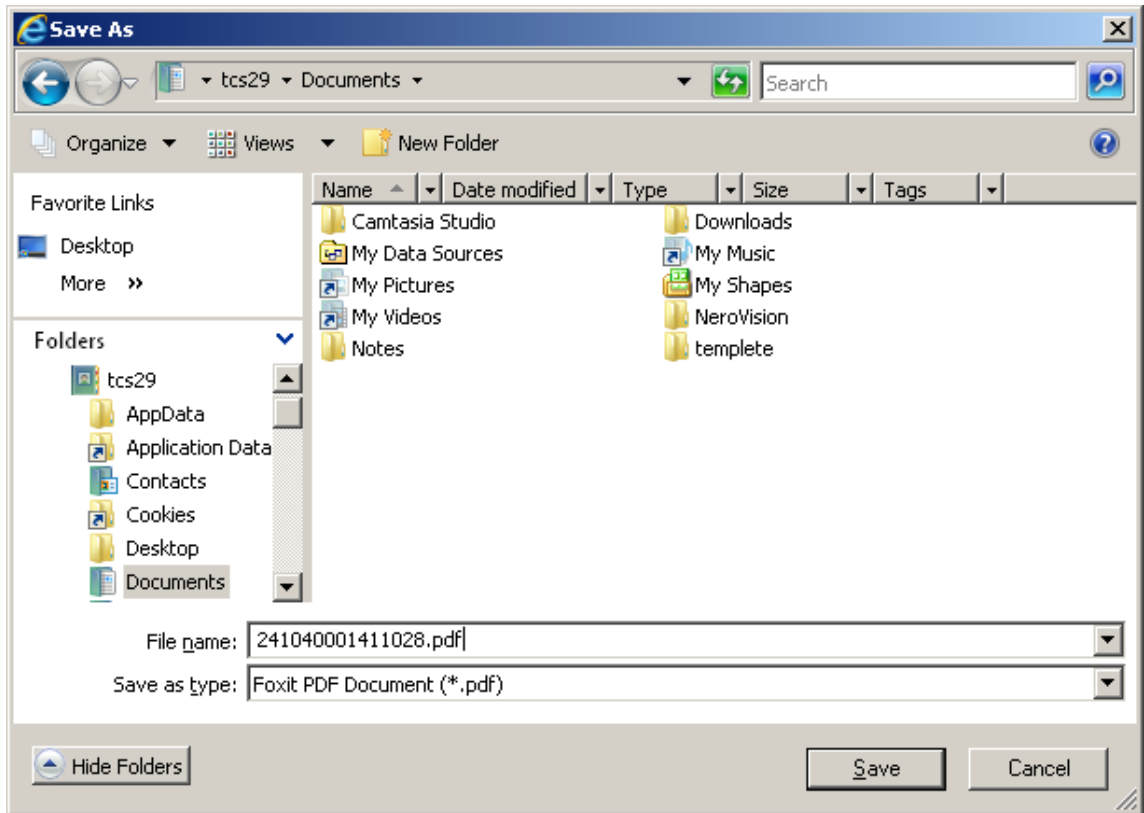 Save As
tcs29 Documents
Search
Organize Views New Folder
Favorite Links
Desktop
More »
Folders
tcs29
AppData
Application Data
Contacts
Cookies
Desktop
Documents
Name Date modified Type Size Tags
Camtasia Studio Downloads
My Data Sources My Music
My Pictures My Shapes
My Videos NeroVision
Notes templete
File name: 241040001411028.pdf
Save as type: Foxit PDF Document (*.pdf)
Hide Folders Save Cancel